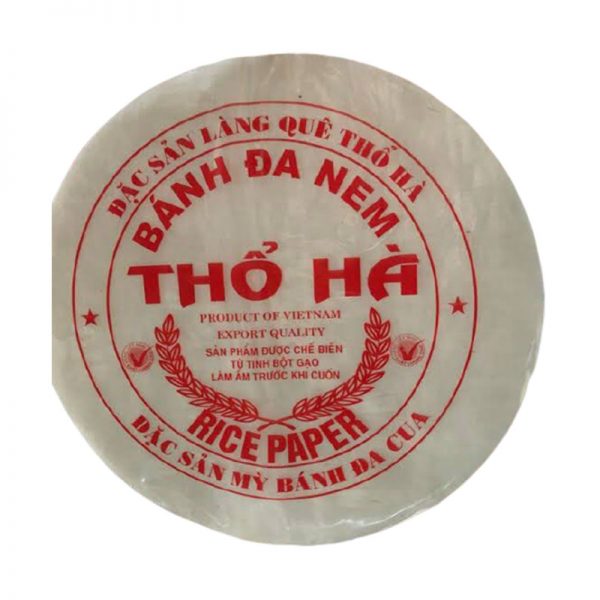 ĐẶC SẢN LÀNG QUÊ THỔ HÀ
BÁNH ĐA NEM
THỔ HÀ
PRODUCT OF VIETNAM
EXPORT QUALITY
SẢN PHẨM ĐƯỢC CHẾ BIẾN
TỪ TINH BỘT GẠO
LÀM ẨM TRƯỚC KHI CUỐN
RICE PAPER
ĐẶC SẢN MỲ BÁNH ĐA CUA